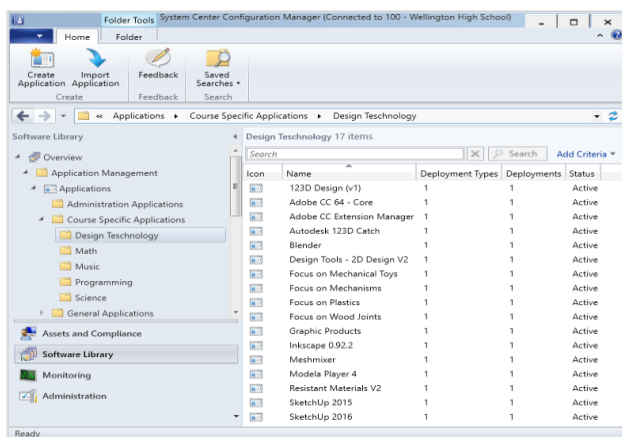 Folder Tools System Center Configuration Manager (Connected to 100 - Wellington High School)
Home Folder
Create Application Import Application Feedback Saved Searches
Create Feedback Search
« Applications Course Specific Applications Design Technology
Software Library
Design Technology 17 items
Search Search Add Criteria
Icon Name Deployment Types Deployments Status
Overview
Application Management
Applications
Administration Applications
Course Specific Applications
Design Teschnology
Math
Music
Programming
Science
General Applications
Assets and Compliance
Software Library
Monitoring
Administration
123D Design (v1) 1 1 Active
Adobe CC 64 - Core 1 1 Active
Adobe CC Extension Manager 1 1 Active
Autodesk 123D Catch 1 1 Active
Blender 1 1 Active
Design Tools - 2D Design V2 1 1 Active
Focus on Mechanical Toys 1 1 Active
Focus on Mechanisms 1 1 Active
Focus on Plastics 1 1 Active
Focus on Wood Joints 1 1 Active
Graphic Products 1 1 Active
Inkscape 0.92.2 1 1 Active
Meshmixer 1 1 Active
Modela Player 4 1 1 Active
Resistant Materials V2 1 1 Active
SketchUp 2015 1 1 Active
SketchUp 2016 1 1 Active
Ready